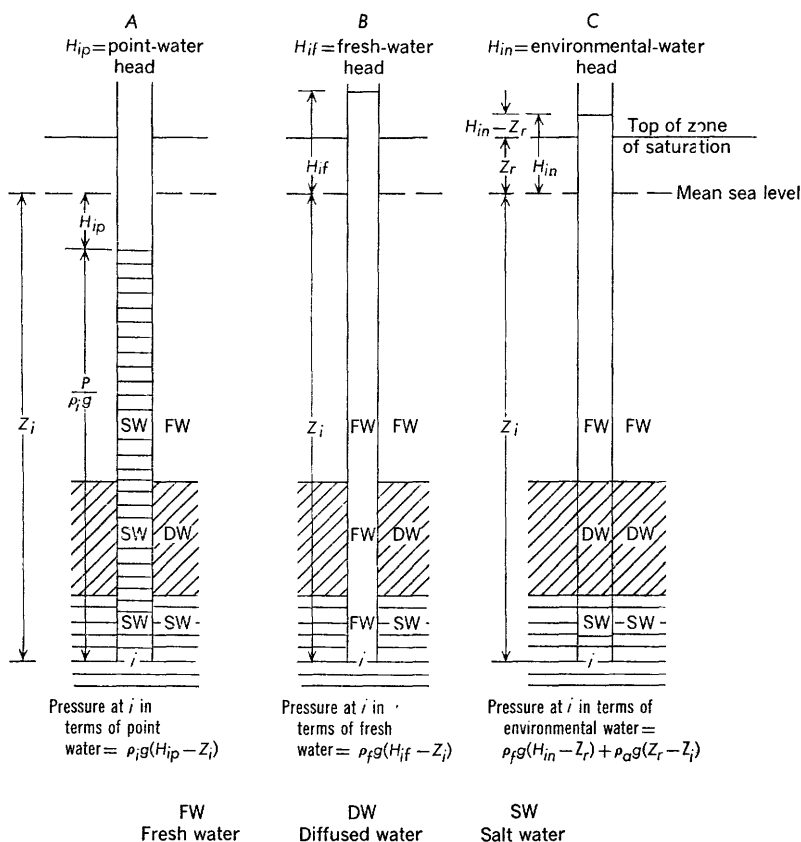 A
B
C
H_ip=point-water head
H_if=fresh-water head
H_in=environmental-water head
H_in−Z_r
Top of zone of saturation
H_if
Z_r
H_in
Mean sea level
H_ip
P/ρ_i g
Z_i
Z_i
Z_i
SW FW
FW FW
FW FW
SW DW
FW DW
DW DW
SW SW
FW SW
SW SW
i
i
i
Pressure at i in terms of point water= ρ_i g(H_ip−Z_i)
Pressure at i in terms of fresh water= ρ_f g(H_if−Z_i)
Pressure at i in terms of environmental water= ρ_f g(H_in−Z_r)+ρ_a g(Z_r−Z_i)
FW
DW
SW
Fresh water
Diffused water
Salt water